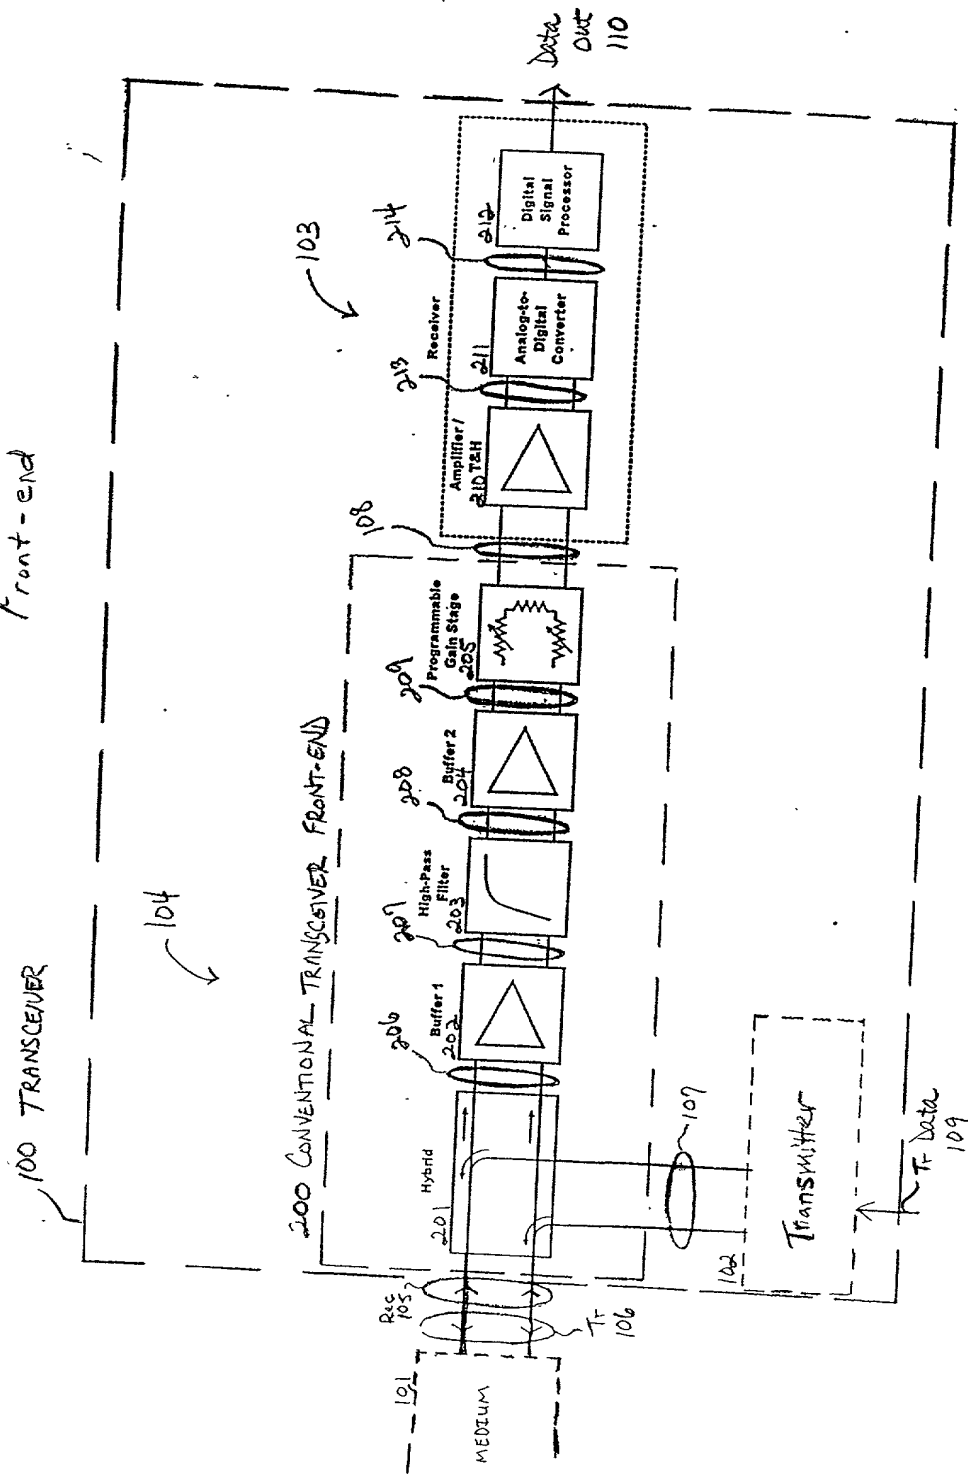 Front-end
100 TRANSCEIVER
104
103
200 CONVENTIONAL TRANSCEIVER FRONT-END
Receiver
101
MEDIUM
Rec
105
Tr
106
Hybrid
201
206
Buffer 1
202
207
High-Pass
Filter
203
208
Buffer 2
204
209
Programmable
Gain Stage
205
108
Amplifier /
210 T&H
213
211
Analog-to-
Digital
Converter
214
212
Digital
Signal
Processor
Data
Out
110
107
102
Transmitter
Tr Data
109